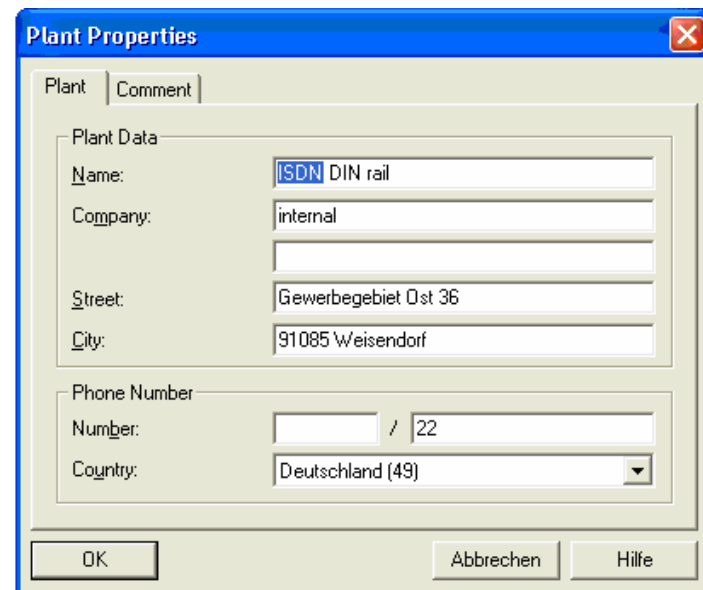 Plant Properties
Plant Comment
Plant Data
Name: ISDN DIN rail
Company: internal
Street: Gewerbegebiet Ost 36
City: 91085 Weisendorf
Phone Number
Number: / 22
Country: Deutschland (49)
OK Abbrechen Hilfe